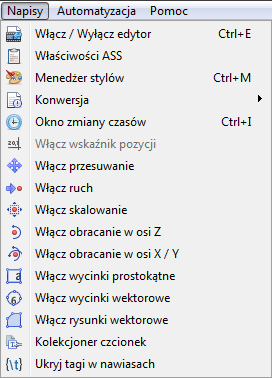 Napisy Automatyzacja Pomoc
Włącz / Wyłącz edytor Ctrl+E
Właściwości ASS
Menedżer stylów Ctrl+M
Konwersja
Okno zmiany czasów Ctrl+I
Włącz wskaźnik pozycji
Włącz przesuwanie
Włącz ruch
Włącz skalowanie
Włącz obracanie w osi Z
Włącz obracanie w osi X / Y
Włącz wycinki prostokątne
Włącz wycinki wektorowe
Włącz rysunki wektorowe
Kolekcjoner czcionek
{\t} Ukryj tagi w nawiasach